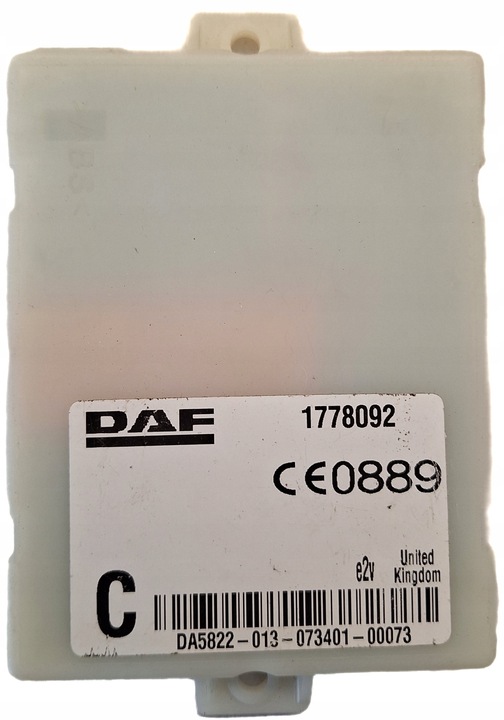 DAF 1778092
CE0889
e2v United Kingdom
C
DA5822-013-073401-00073